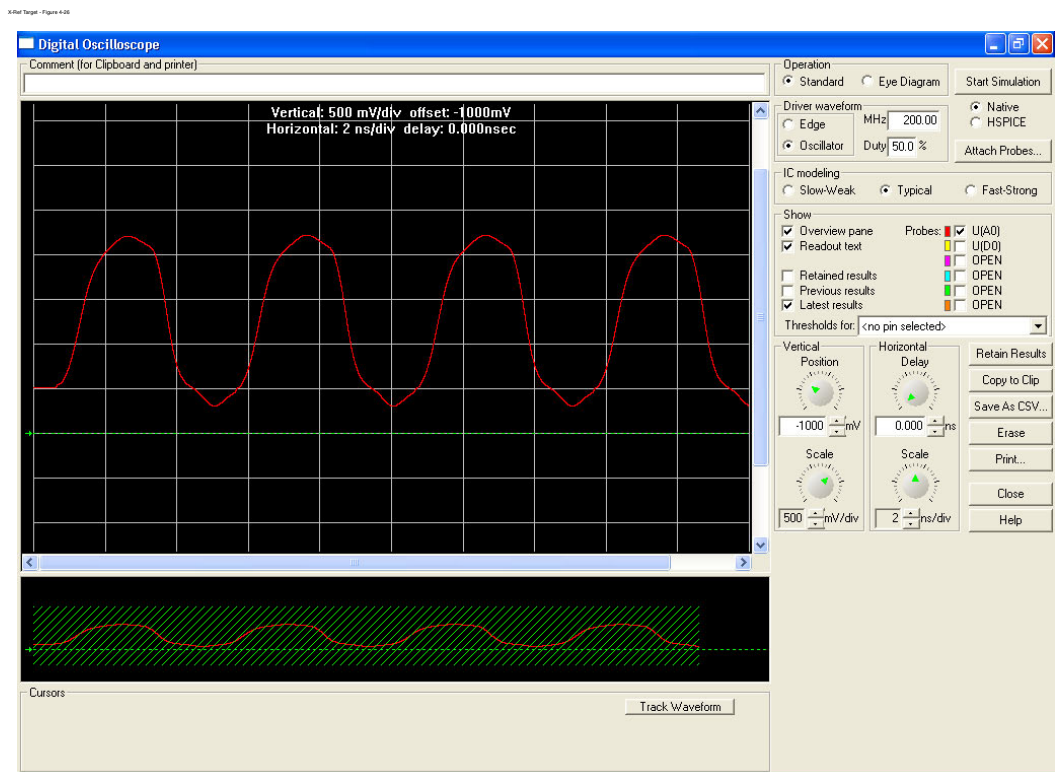 X-Ref Target - Figure 4-26
Digital Oscilloscope
Comment (for Clipboard and printer)
Vertical: 500 mV/div offset: -1000mV
Horizontal: 2 ns/div delay: 0.000nsec
Operation
Standard Eye Diagram
Start Simulation
Driver waveform
Edge
Oscillator
MHz 200.00
Duty 50.0 %
Native
HSPICE
Attach Probes...
IC modeling
Slow-Weak Typical Fast-Strong
Show
Overview pane Probes: U(A0)
Readout text U(D0)
OPEN
Retained results OPEN
Previous results OPEN
Latest results OPEN
Thresholds for: <no pin selected>
Vertical
Position
-1000 mV
Scale
500 mV/div
Horizontal
Delay
0.000 ns
Scale
2 ns/div
Retain Results
Copy to Clip
Save As CSV...
Erase
Print...
Close
Help
Cursors
Track Waveform